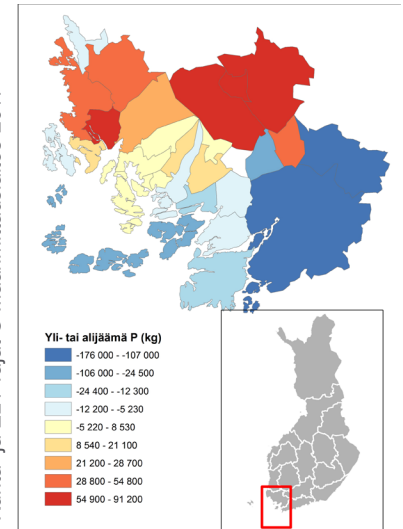 Yli- tai alijäämä P (kg)
-176 000 - -107 000
-106 000 - -24 500
-24 400 - -12 300
-12 200 - -5 230
-5 220 - 8 530
8 540 - 21 100
21 200 - 28 700
28 800 - 54 800
54 900 - 91 200